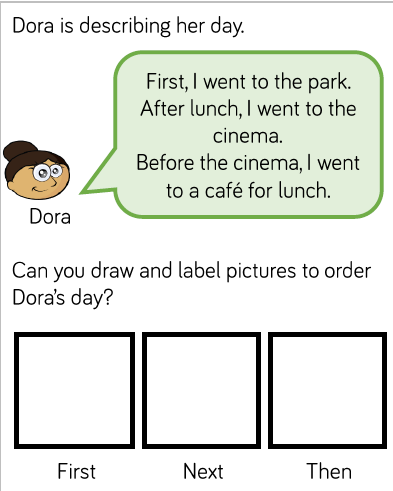 Dora is describing her day.
First, I went to the park.
After lunch, I went to the
cinema.
Before the cinema, I went
to a café for lunch.
Dora
Can you draw and label pictures to order
Dora's day?
First
Next
Then